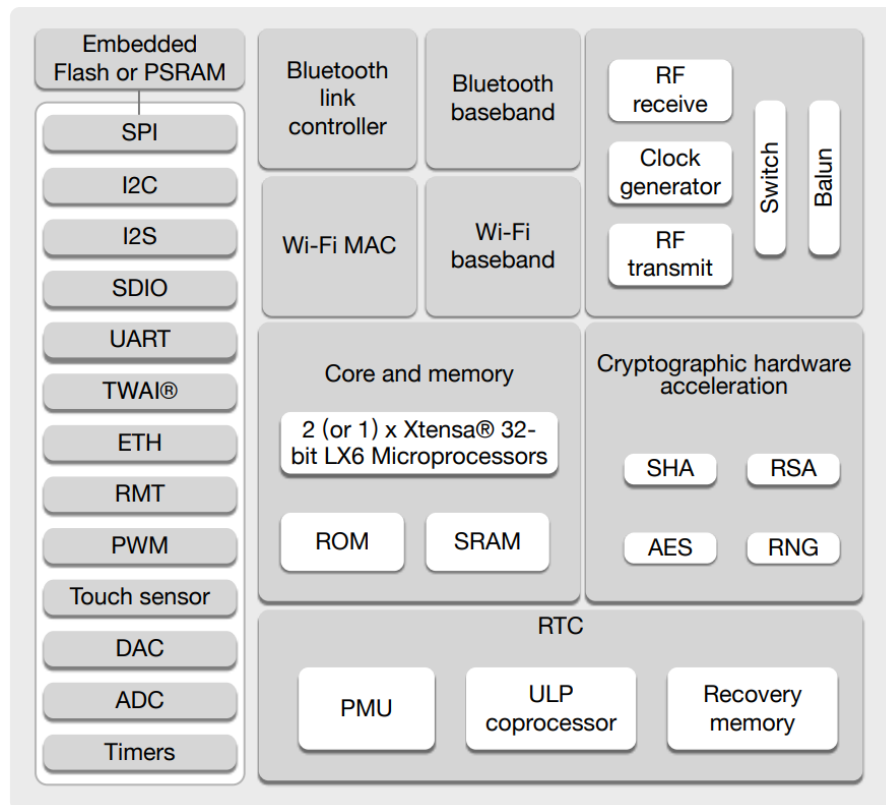 Embedded
Flash or PSRAM
SPI
I2C
I2S
SDIO
UART
TWAI®
ETH
RMT
PWM
Touch sensor
DAC
ADC
Timers
Bluetooth
link
controller
Bluetooth
baseband
Wi-Fi MAC
Wi-Fi
baseband
RF
receive
Clock
generator
RF
transmit
Switch
Balun
Core and memory
2 (or 1) x Xtensa® 32-
bit LX6 Microprocessors
ROM
SRAM
Cryptographic hardware
acceleration
SHA
RSA
AES
RNG
RTC
PMU
ULP
coprocessor
Recovery
memory